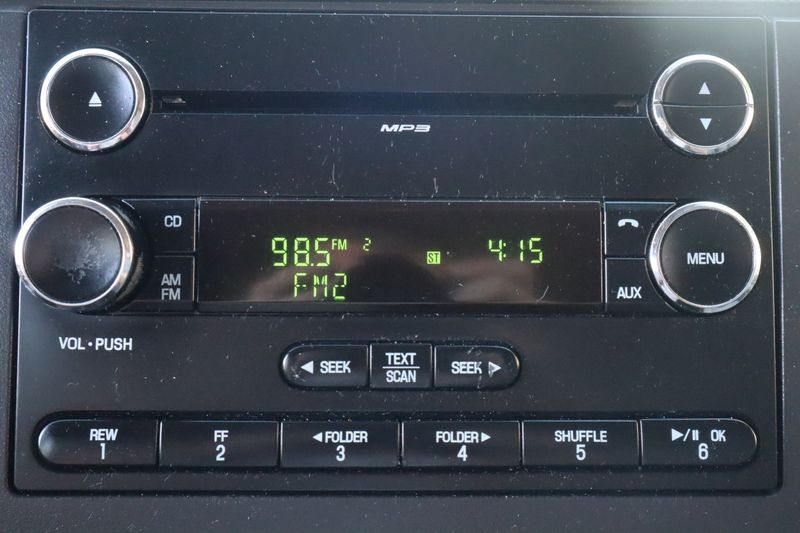 MP3
CD
98.5 FM 2 ST 4:15
FM2
MENU
AM
FM
AUX
VOL•PUSH
◄ SEEK TEXT SCAN SEEK ►
REW FF ◄FOLDER FOLDER► SHUFFLE ►/II OK
1 2 3 4 5 6